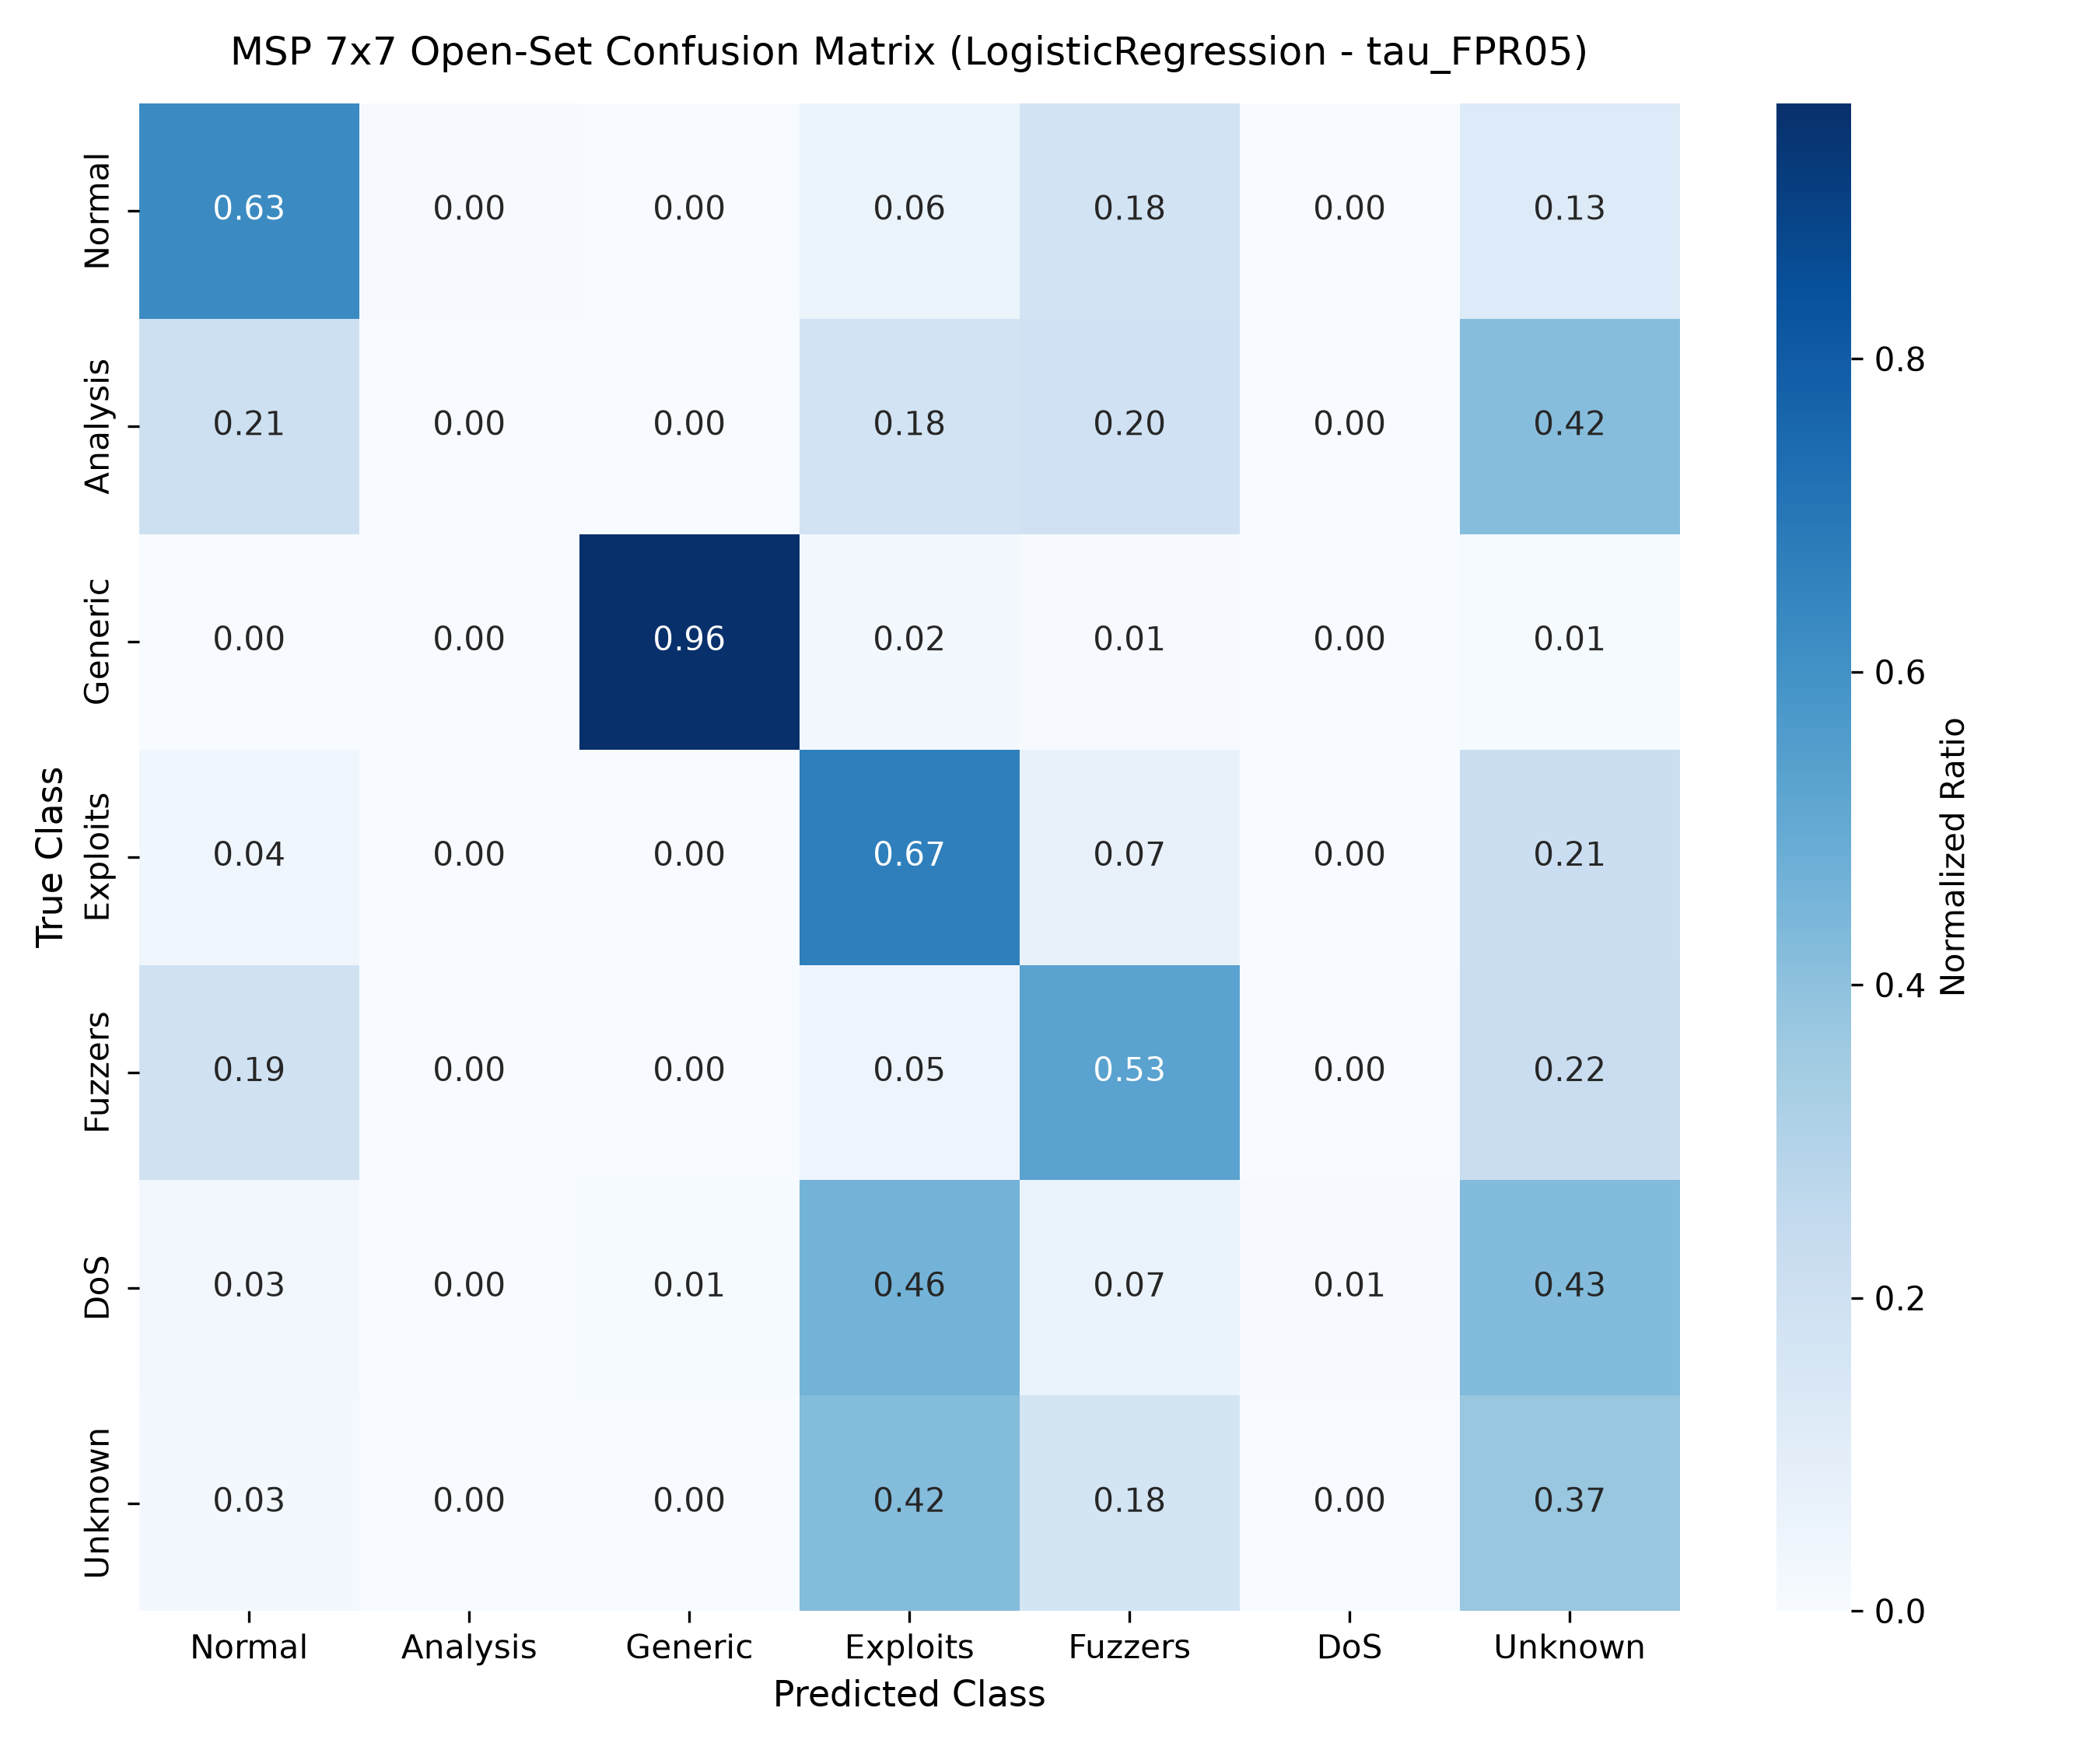 MSP 7x7 Open-Set Confusion Matrix (LogisticRegression - tau_FPR05)
True Class
Normal 0.63 0.00 0.00 0.06 0.18 0.00 0.13
Analysis 0.21 0.00 0.00 0.18 0.20 0.00 0.42
Generic 0.00 0.00 0.96 0.02 0.01 0.00 0.01
Exploits 0.04 0.00 0.00 0.67 0.07 0.00 0.21
Fuzzers 0.19 0.00 0.00 0.05 0.53 0.00 0.22
DoS 0.03 0.00 0.01 0.46 0.07 0.01 0.43
Unknown 0.03 0.00 0.00 0.42 0.18 0.00 0.37
Normal Analysis Generic Exploits Fuzzers DoS Unknown
Predicted Class
0.8
0.6
0.4
0.2
0.0
Normalized Ratio